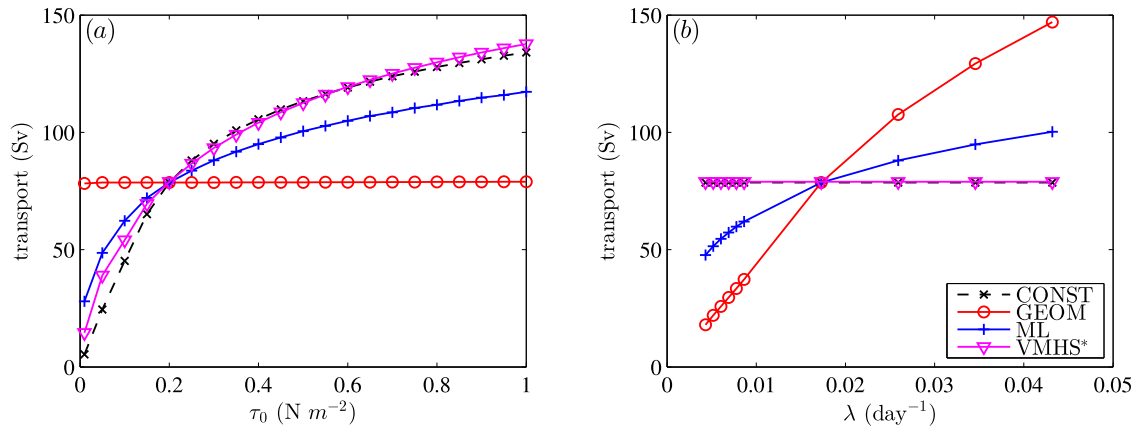 (a)
150
100
50
0
transport (Sv)
0 0.2 0.4 0.6 0.8 1
τ₀ (N m⁻²)
(b)
150
100
50
0
transport (Sv)
0 0.01 0.02 0.03 0.04 0.05
λ (day⁻¹)
CONST
GEOM
ML
VMHS*